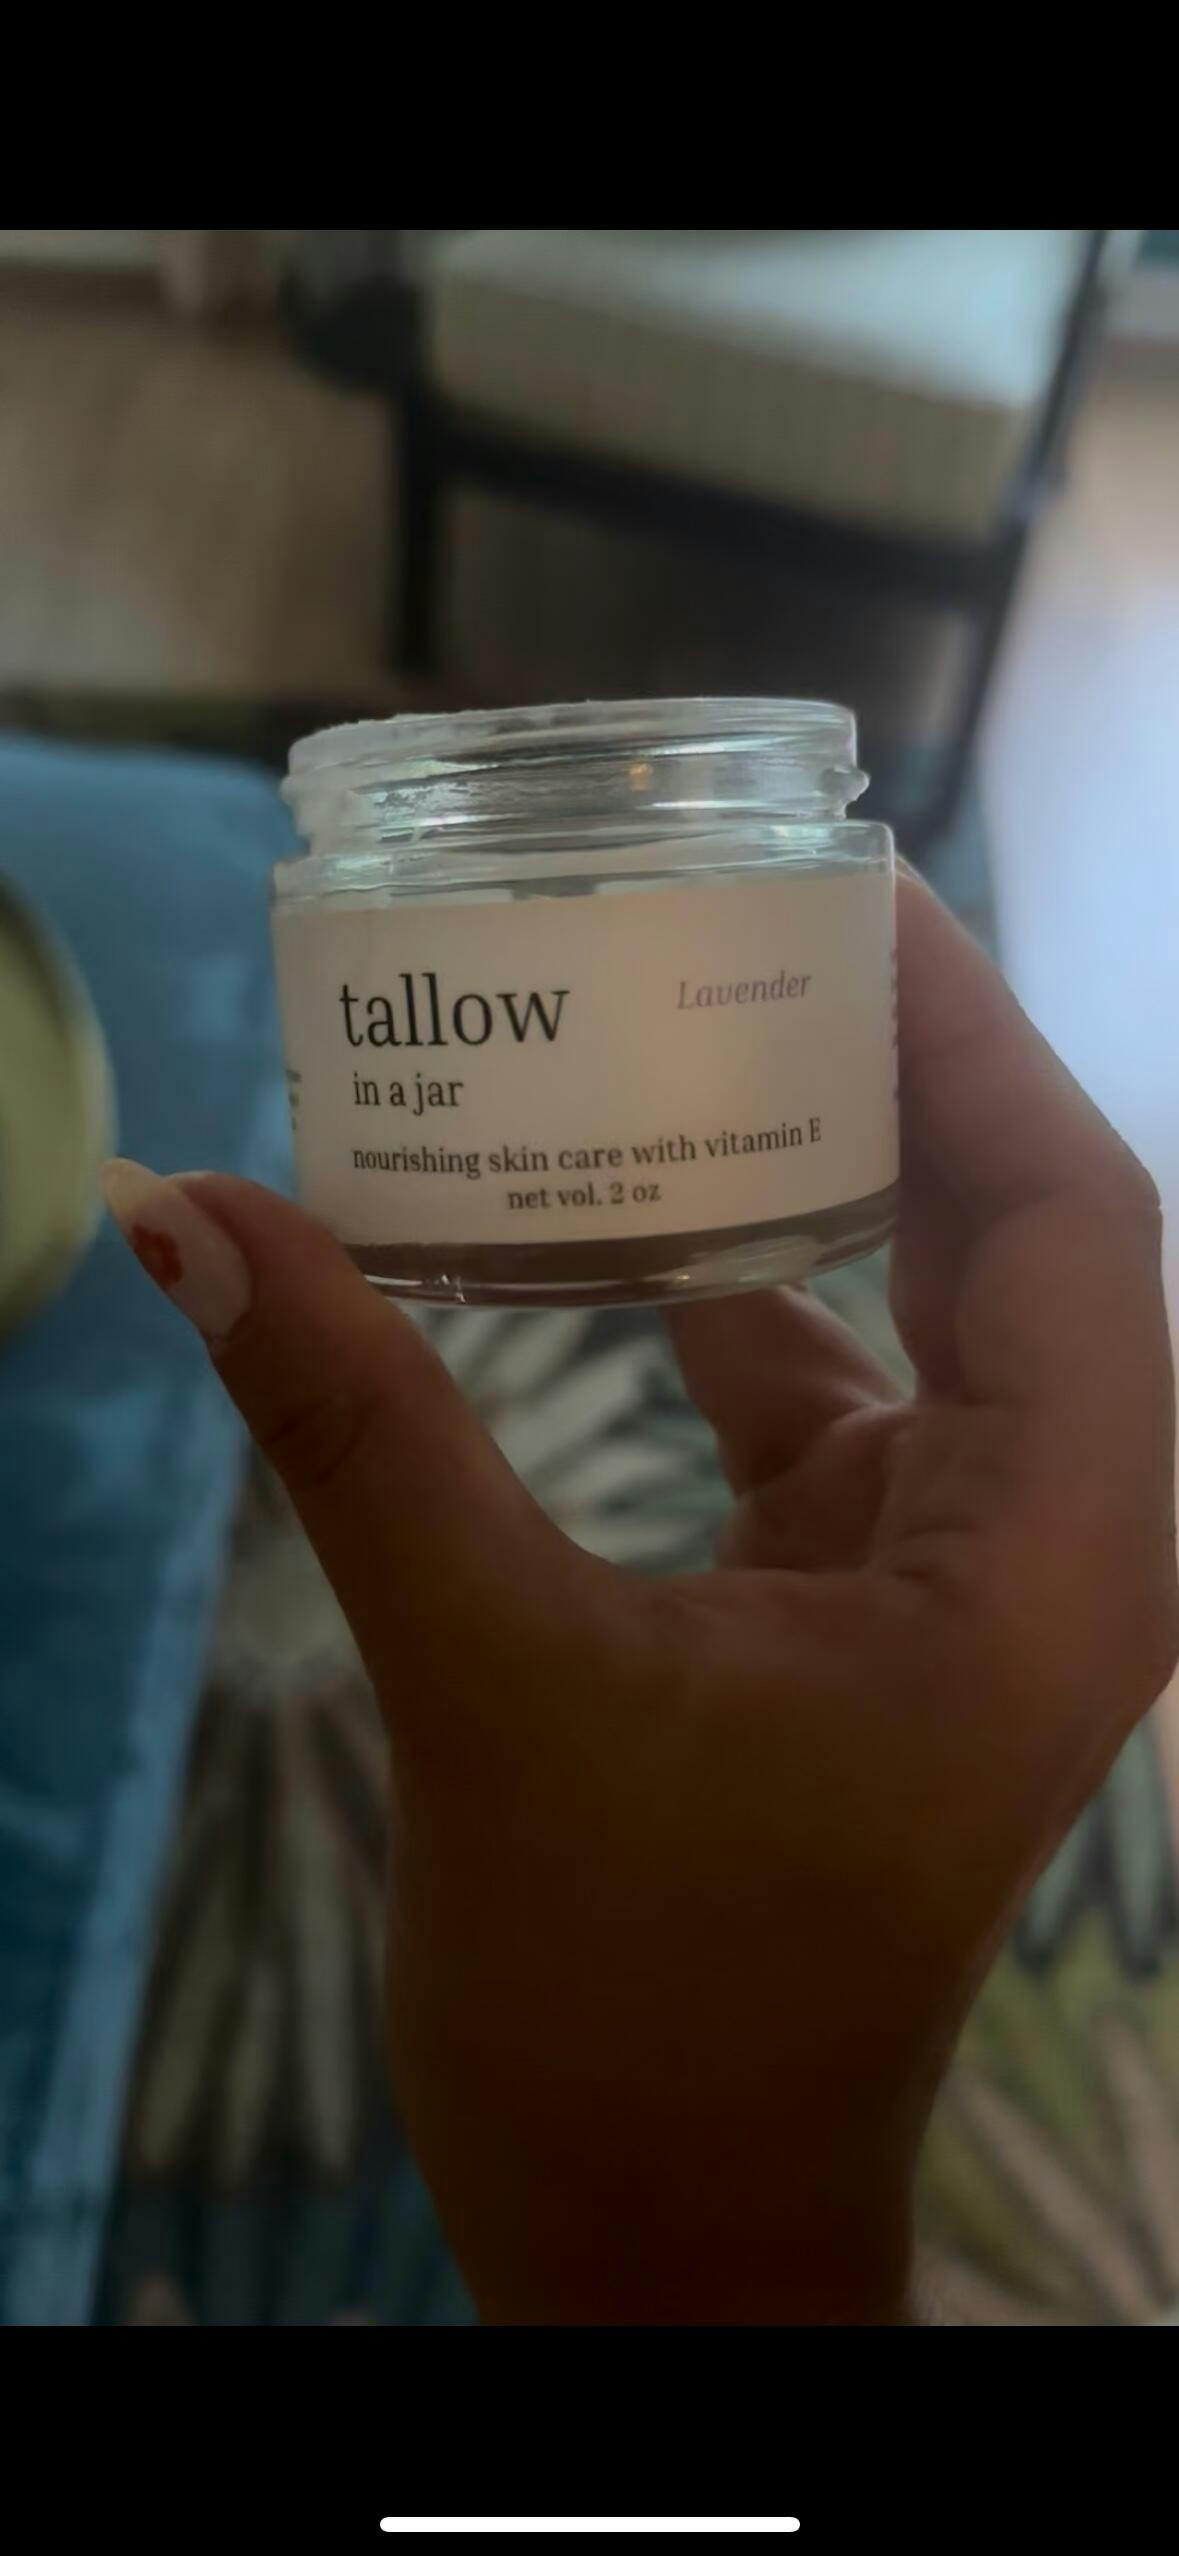 tallow
Lavender
in a jar
nourishing skin care with vitamin E
net vol. 2 oz